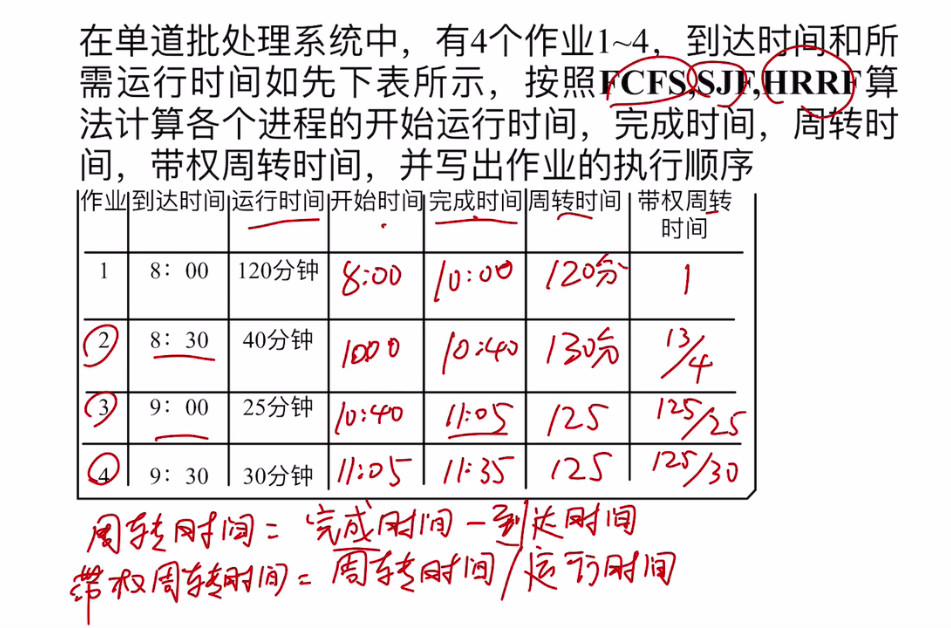 在单道批处理系统中，有4个作业1~4，到达时间和所
需运行时间如先下表所示，按照FCFS,SJF,HRRF算
法计算各个进程的开始运行时间，完成时间，周转时
间，带权周转时间，并写出作业的执行顺序
作业 到达时间 运行时间 开始时间 完成时间 周转时间 带权周转
时间
1 8：00 120分钟 8:00 10:00 120分 1
2 8：30 40分钟 1000 10:40 130分 13/4
3 9：00 25分钟 10:40 11:05 125 125/25
4 9：30 30分钟 11:05 11:35 125 125/30
周转时间 = 完成时间 - 到达时间
带权周转时间 = 周转时间 / 运行时间